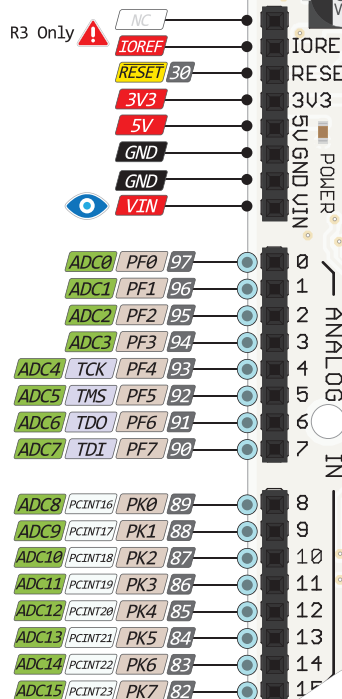 V
NC
R3 Only ! IOREF IORE
RESET 30 RESE
3V3 3V3
5V 5V
GND GND
GND
VIN VIN
POWER
ADC0 PF0 97 0
ADC1 PF1 96 1
ADC2 PF2 95 2
ADC3 PF3 94 3
ADC4 TCK PF4 93 4
ADC5 TMS PF5 92 5
ADC6 TDO PF6 91 6
ADC7 TDI PF7 90 7
ANALOG IN
ADC8 PCINT16 PK0 89 8
ADC9 PCINT17 PK1 88 9
ADC10 PCINT18 PK2 87 10
ADC11 PCINT19 PK3 86 11
ADC12 PCINT20 PK4 85 12
ADC13 PCINT21 PK5 84 13
ADC14 PCINT22 PK6 83 14
ADC15 PCINT23 PK7 82 15